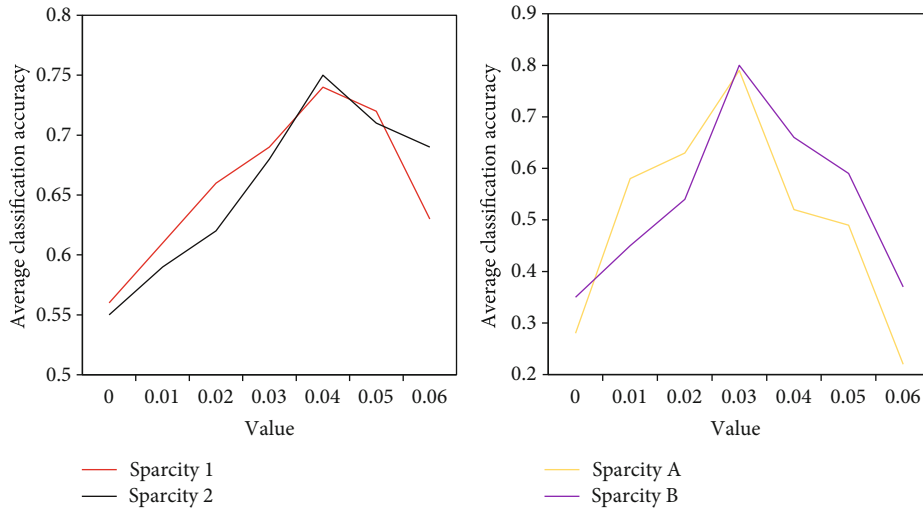 0.8
0.75
0.7
0.65
0.6
0.55
0.5
Average classification accuracy
0 0.01 0.02 0.03 0.04 0.05 0.06
Value
Sparcity 1
Sparcity 2
0.9
0.8
0.7
0.6
0.5
0.4
0.3
0.2
Average classification accuracy
0 0.01 0.02 0.03 0.04 0.05 0.06
Value
Sparcity A
Sparcity B